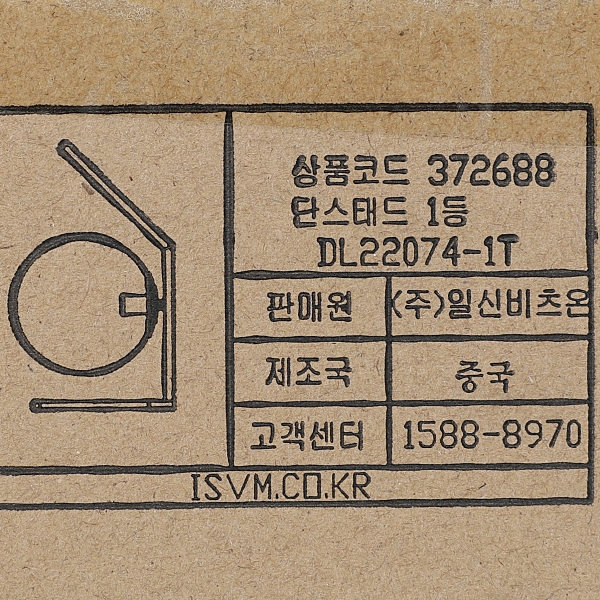 상품코드 372688
단스태드 1등
DL22074-1T
판매원 (주)일신비츠온
제조국 중국
고객센터 1588-8970
ISVM.CO.KR